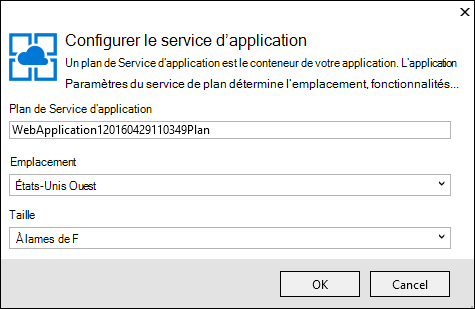 Configurer le service d'application
Un plan de Service d'application est le conteneur de votre application. L'application
Paramètres du service de plan détermine l'emplacement, fonctionnalités...
Plan de Service d'application
WebApplication120160429110349Plan
Emplacement
États-Unis Ouest
Taille
À lames de F
OK
Cancel